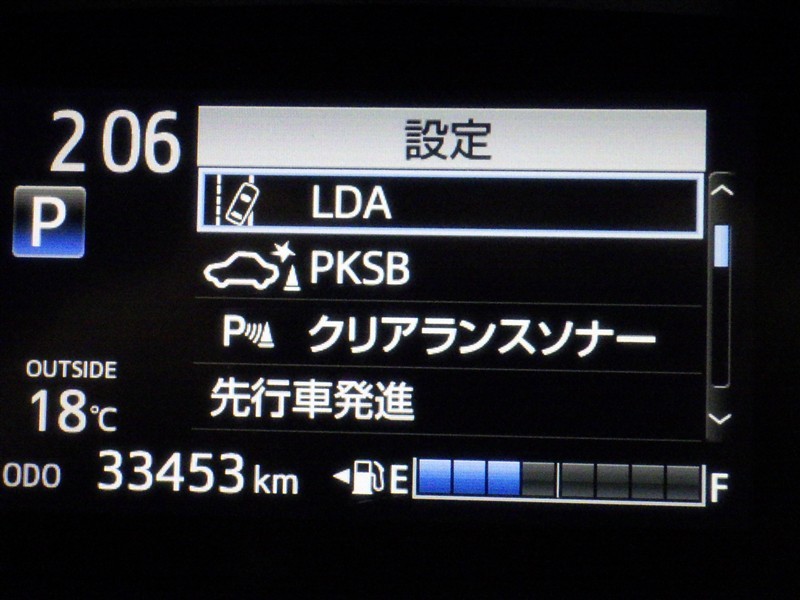 2 06
設定
P
LDA
PKSB
P クリアランスソナー
先行車発進
OUTSIDE
18℃
ODO 33453 km E F